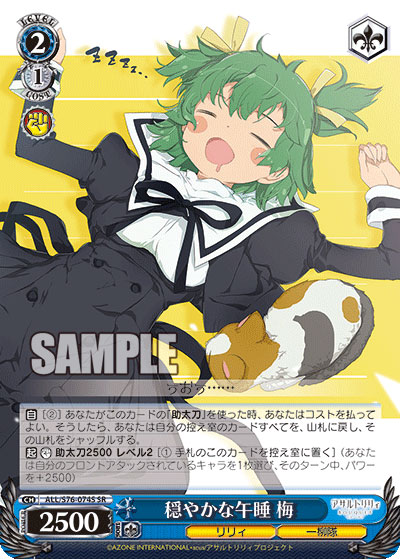 LEVEL
2
1
COST
zzzz..
SAMPLE
うおぅ……
自 [②] あなたがこのカードの「助太刀」を使った時、あなたはコストを払ってよい。そうしたら、あなたは自分の控え室のカードすべてを、山札に戻し、その山札をシャッフルする。
起 助太刀2500 レベル2 [① 手札のこのカードを控え室に置く] (あなたは自分のフロントアタックされているキャラを1枚選び、そのターン中、パワーを+2500)
CH ALL/S76-074S SR
穏やかな午睡 梅
アサルトリリィ
2500
リリィ
一柳隊
©AZONE INTERNATIONAL・acus/アサルトリリィプロジェクト